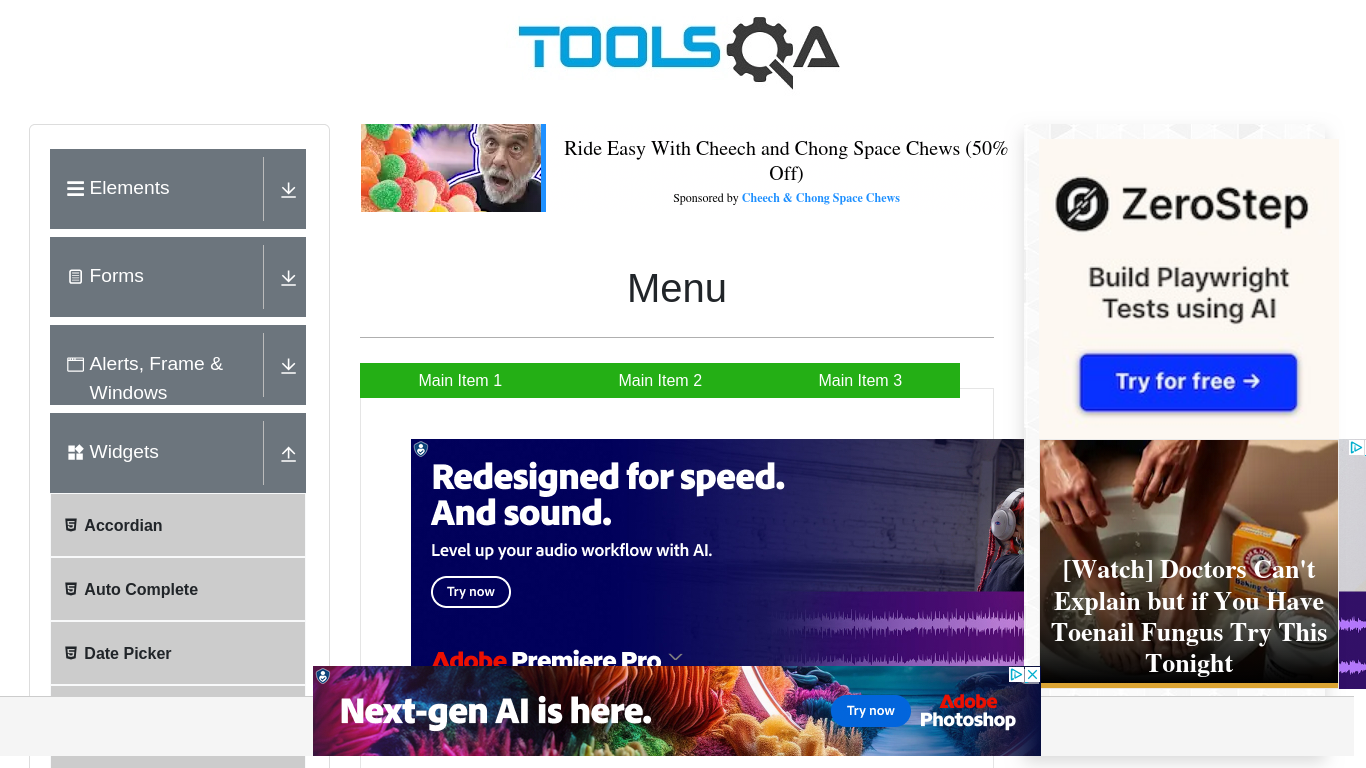 TOOLSQA
Ride Easy With Cheech and Chong Space Chews (50%
Off)
Sponsored by Cheech & Chong Space Chews
Elements
Forms
Alerts, Frame &
Windows
Widgets
Accordian
Auto Complete
Date Picker
Menu
Main Item 1
Main Item 2
Main Item 3
Redesigned for speed.
And sound.
Level up your audio workflow with AI.
Try now
Adobe Premiere Pro
ZeroStep
Build Playwright
Tests using AI
Try for free →
[Watch] Doctors Can't
Explain but if You Have
Toenail Fungus Try This
Tonight
Next-gen AI is here.
Try now
Adobe
Photoshop